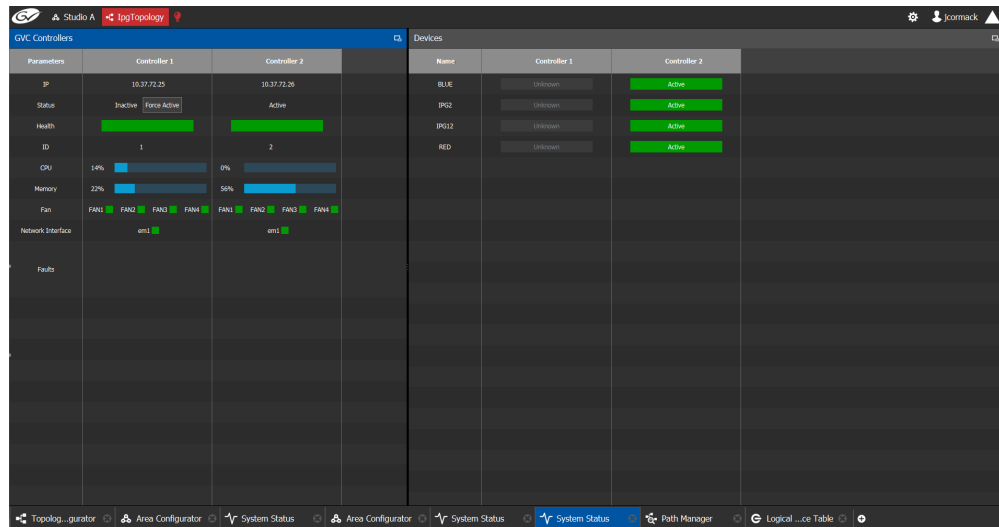 GV Studio A IpgTopology jcormack
GVC Controllers
Parameters Controller 1 Controller 2
IP 10.37.72.25 10.37.72.26
Status Inactive Force Active Active
Health
ID 1 2
CPU 14% 0%
Memory 22% 56%
Fan FAN1 FAN2 FAN3 FAN4 FAN1 FAN2 FAN3 FAN4
Network Interface em1 em1
Faults
Devices
Name Controller 1 Controller 2
BLUE Unknown Active
IPG2 Unknown Active
IPG12 Unknown Active
RED Unknown Active
Topolog...gurator Area Configurator System Status Area Configurator System Status System Status Path Manager Logical ...ce Table